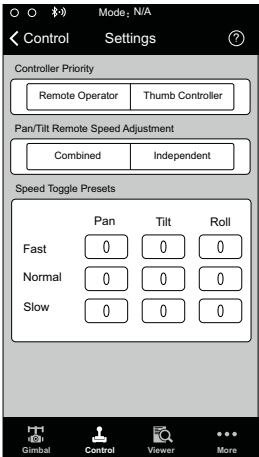 Mode: N/A
Control Settings ?
Controller Priority
Remote Operator Thumb Controller
Pan/Tilt Remote Speed Adjustment
Combined Independent
Speed Toggle Presets
Pan Tilt Roll
Fast 0 0 0
Normal 0 0 0
Slow 0 0 0
Gimbal Control Viewer More